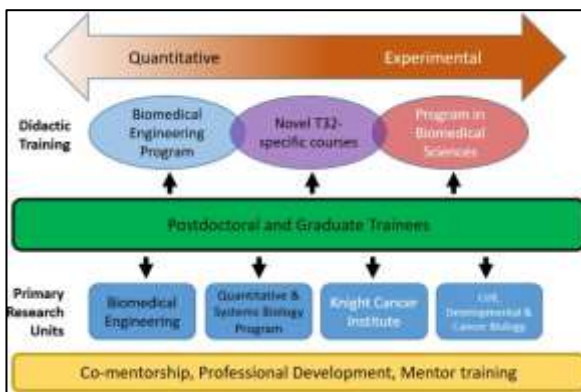 Quantitative Experimental
Didactic
Training
Biomedical
Engineering
Program
Novel T32-
specific courses
Program in
Biomedical
Sciences
Postdoctoral and Graduate Trainees
Primary
Research
Units
Biomedical
Engineering
Quantitative &
Systems Biology
Program
Knight Cancer
Institute
Cell,
Developmental &
Cancer Biology
Co-mentorship, Professional Development, Mentor training